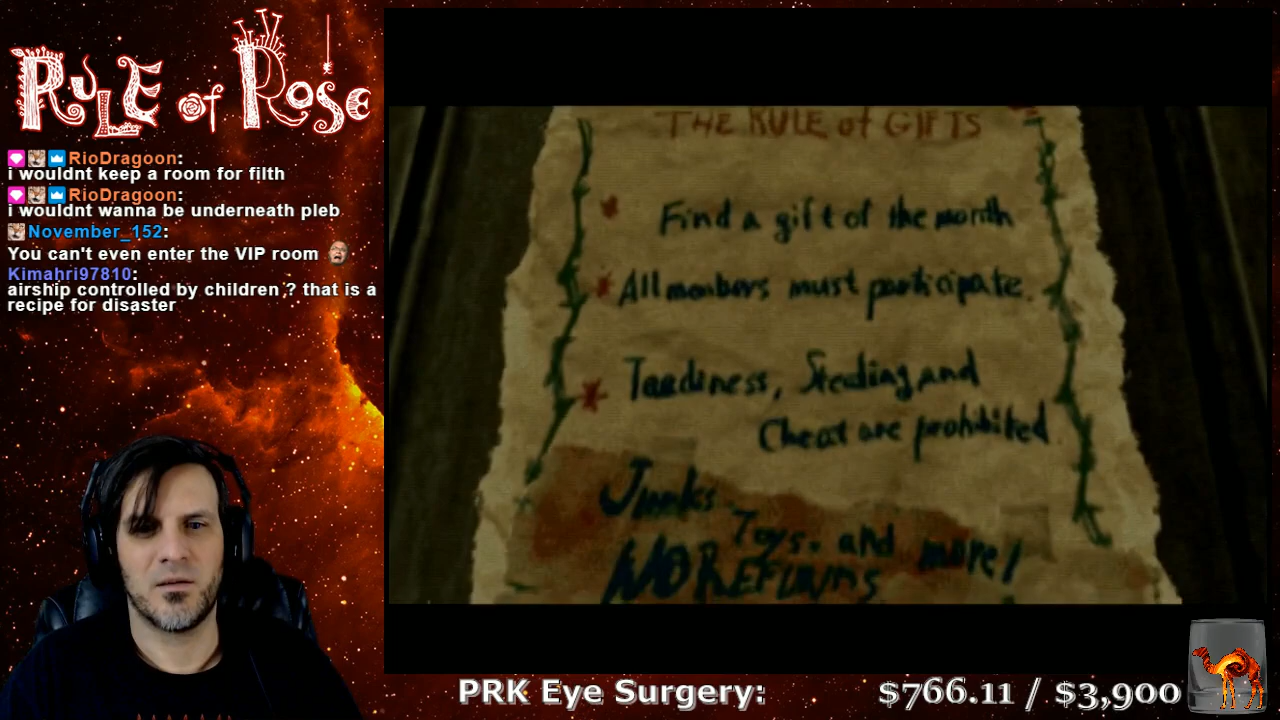 RULE of ROSE
RioDragoon:
i wouldnt keep a room for filth
RioDragoon:
i wouldnt wanna be underneath pleb
November_152:
You can't even enter the VIP room
Kimahri97810:
airship controlled by children ? that is a
recipe for disaster
THE RULE of GIFTS
Find a gift of the month
All members must participate.
Tardiness, Stealing and
Cheat are prohibited
Junks.
Toys. and more!
NO REFUNDS
PRK Eye Surgery: $766.11 / $3,900